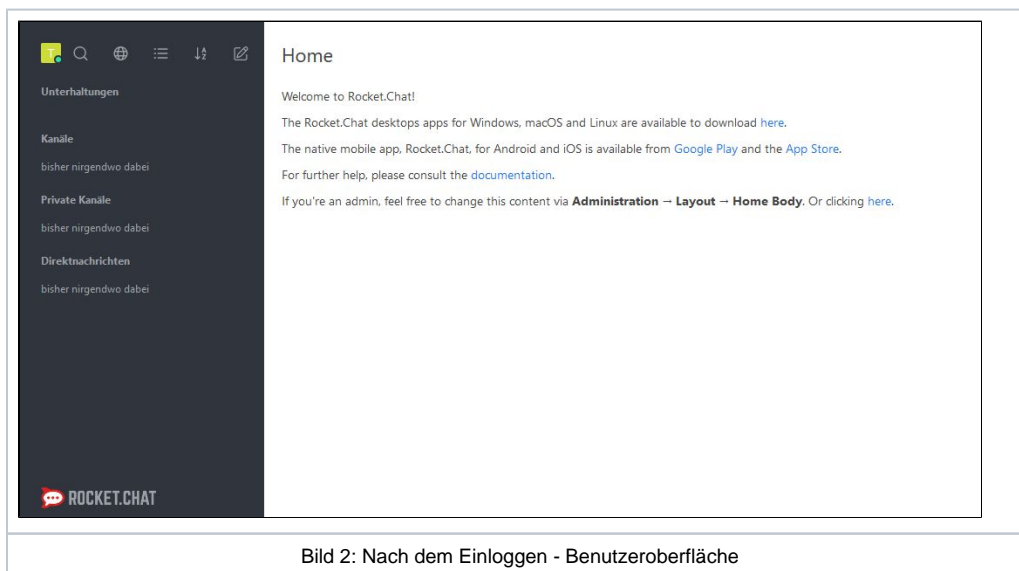 T
Unterhaltungen
Kanäle
bisher nirgendwo dabei
Private Kanäle
bisher nirgendwo dabei
Direktnachrichten
bisher nirgendwo dabei
ROCKET.CHAT
Home
Welcome to Rocket.Chat!
The Rocket.Chat desktops apps for Windows, macOS and Linux are available to download here.
The native mobile app, Rocket.Chat, for Android and iOS is available from Google Play and the App Store.
For further help, please consult the documentation.
If you're an admin, feel free to change this content via Administration → Layout → Home Body. Or clicking here.
Bild 2: Nach dem Einloggen - Benutzeroberfläche